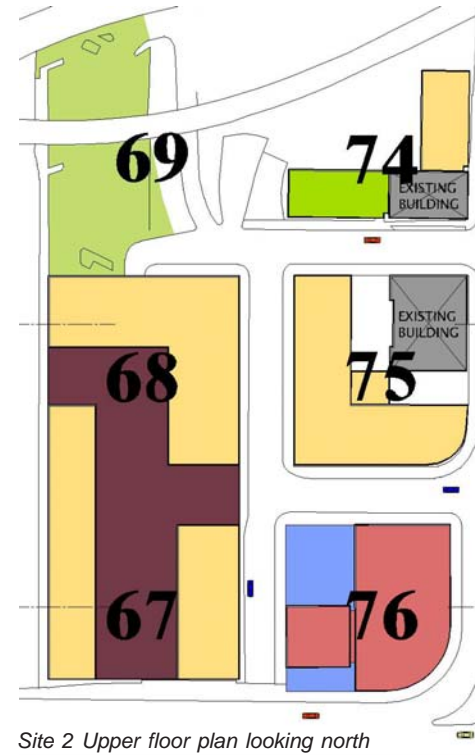 69
74
EXISTING
BUILDING
EXISTING
BUILDING
68
75
67
76
Site 2 Upper floor plan looking north